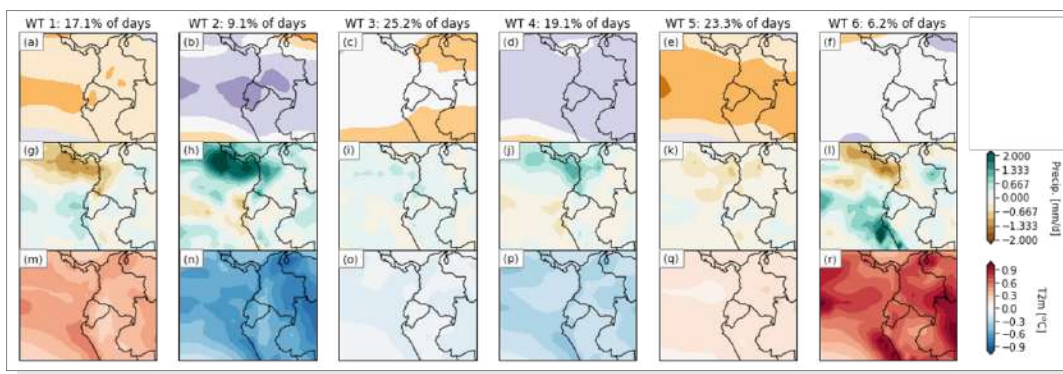 WT 1: 17.1% of days WT 2: 9.1% of days WT 3: 25.2% of days WT 4: 19.1% of days WT 5: 23.3% of days WT 6: 6.2% of days
(a) (b) (c) (d) (e) (f)
(g) (h) (i) (j) (k) (l)
2.000
1.333
0.667
0.000
−0.667
−1.333
−2.000
Precip. [mm/d]
(m) (n) (o) (p) (q) (r)
0.9
0.6
0.3
−0.3
−0.6
−0.9
T2m [°C]